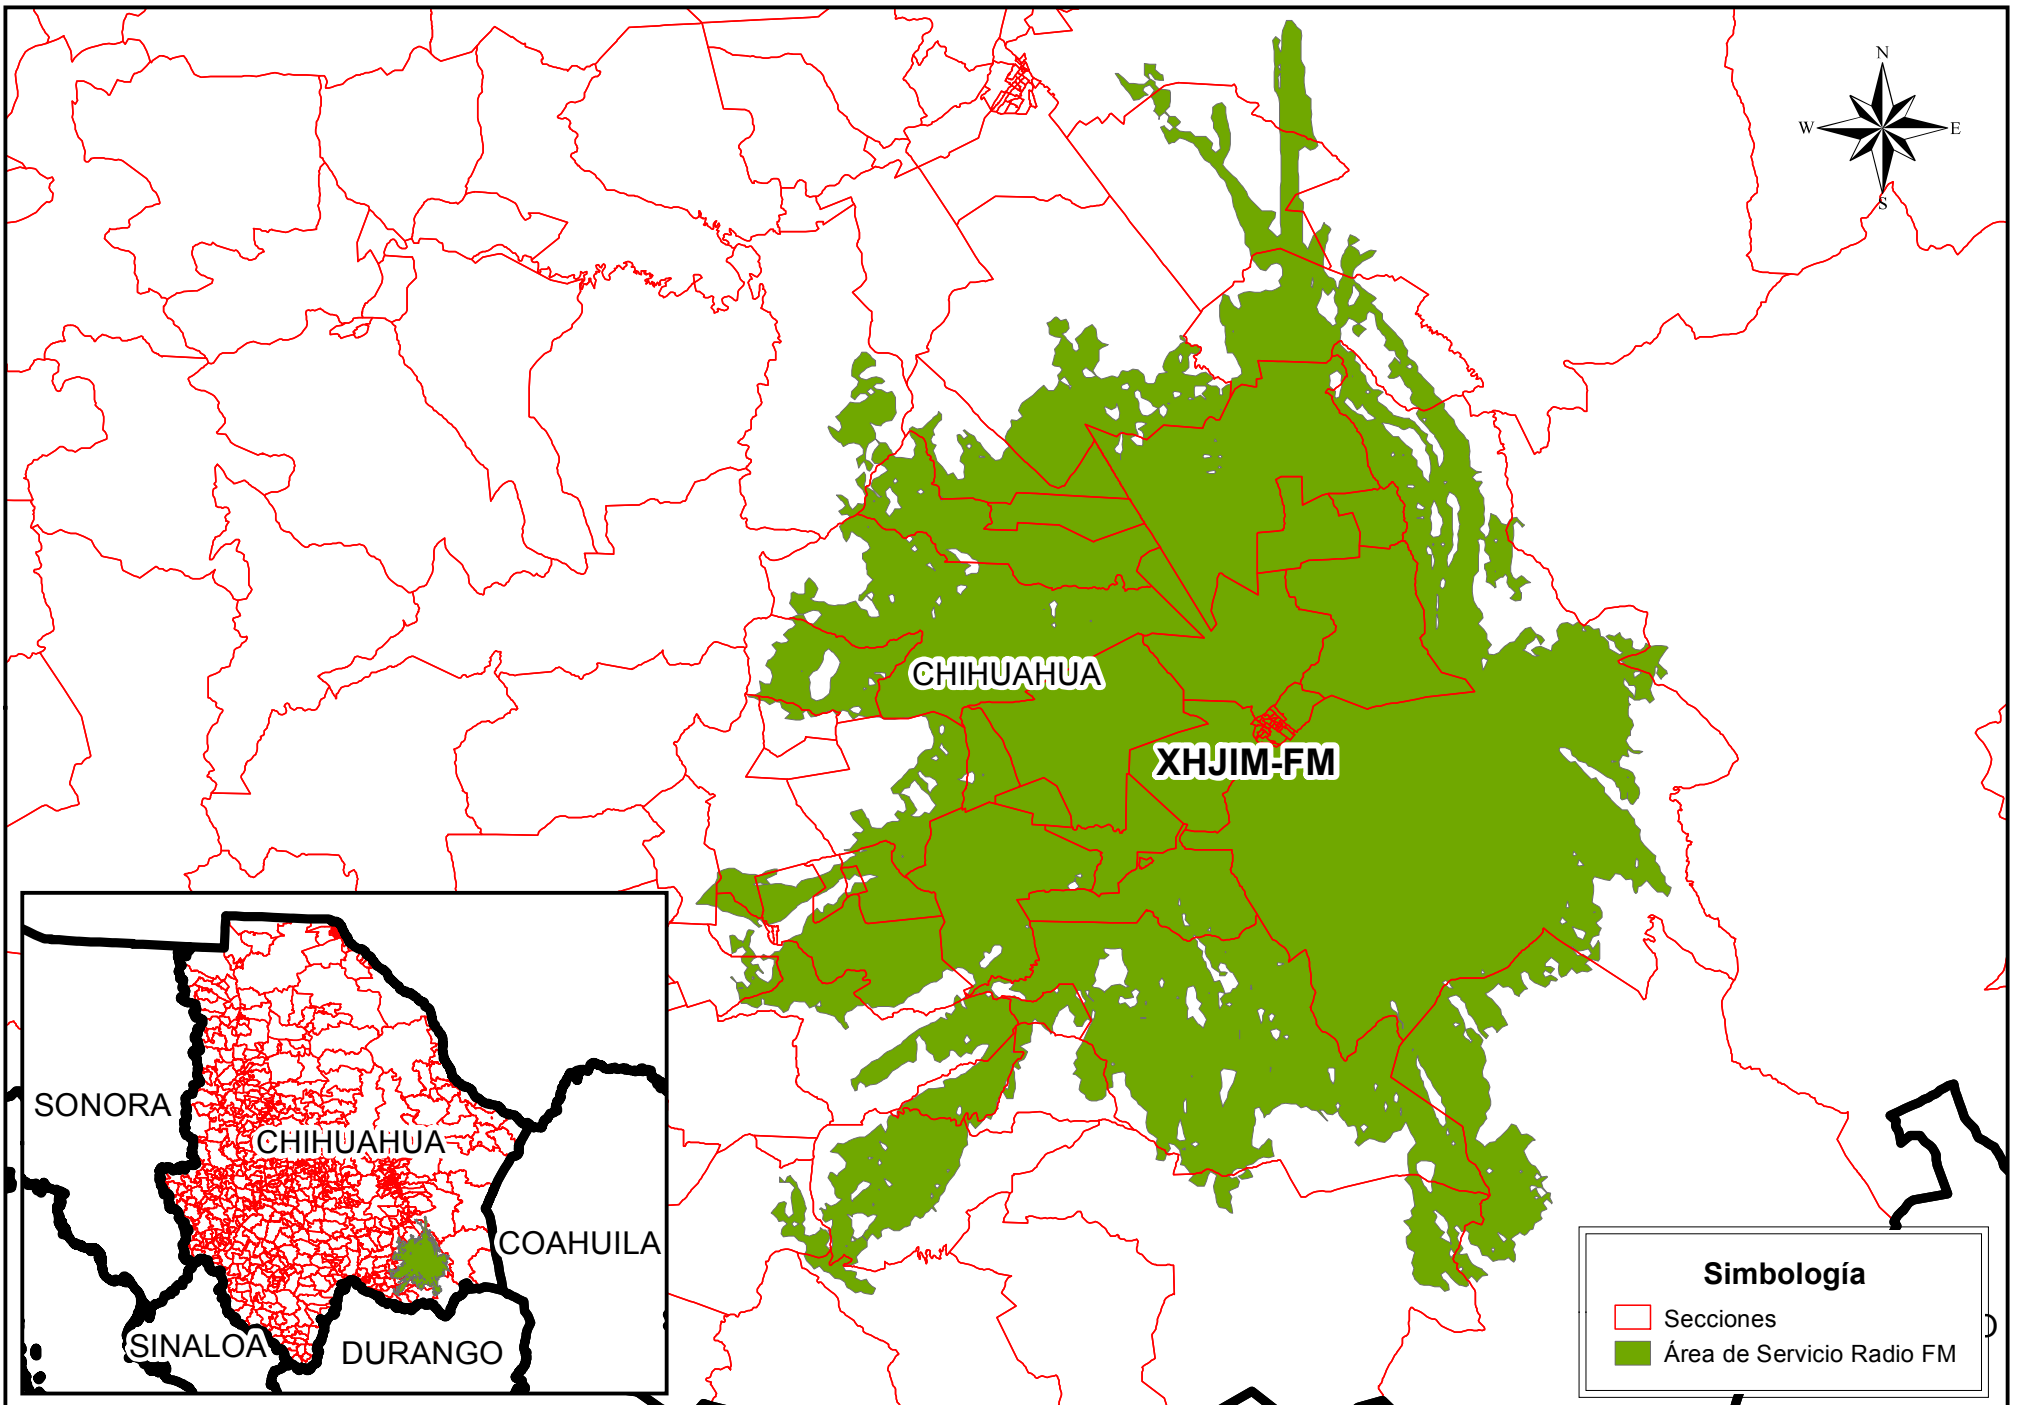 N
W E
S
CHIHUAHUA
XHJIM-FM
SONORA
CHIHUAHUA
COAHUILA
SINALOA
DURANGO
Simbología
Secciones
Área de Servicio Radio FM